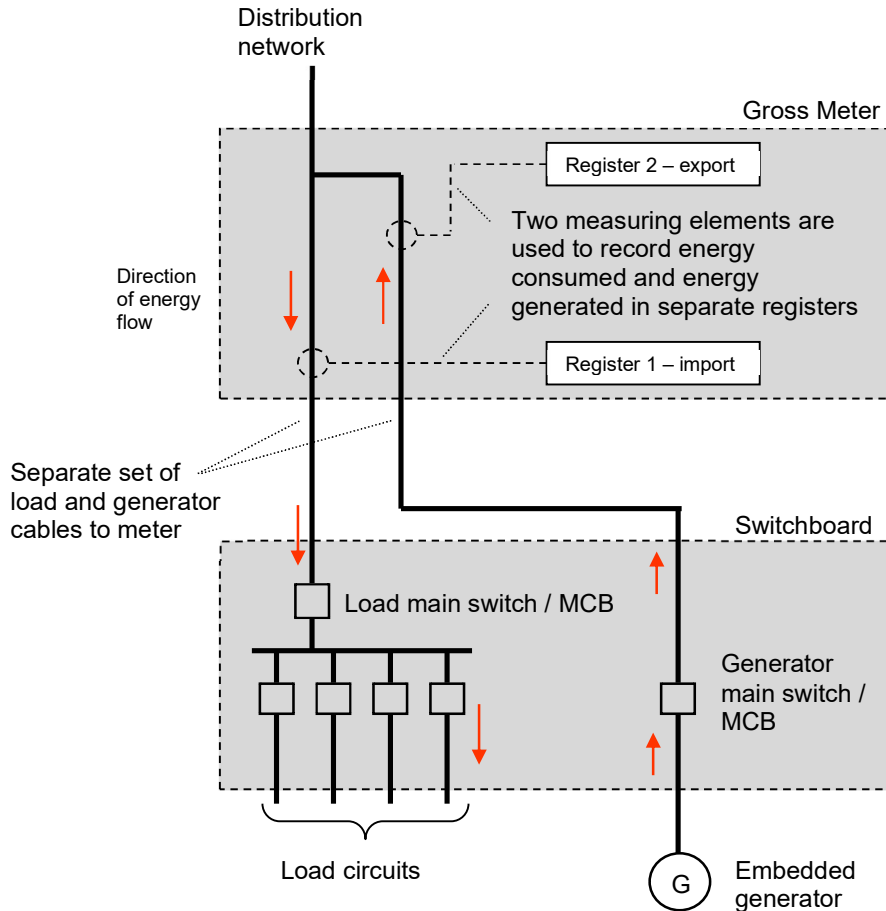 Distribution
network
Gross Meter
Register 2 – export
Two measuring elements are
used to record energy
consumed and energy
generated in separate registers
Direction
of energy
flow
Register 1 – import
Separate set of
load and generator
cables to meter
Switchboard
Load main switch / MCB
Generator
main switch /
MCB
Load circuits
G
Embedded
generator